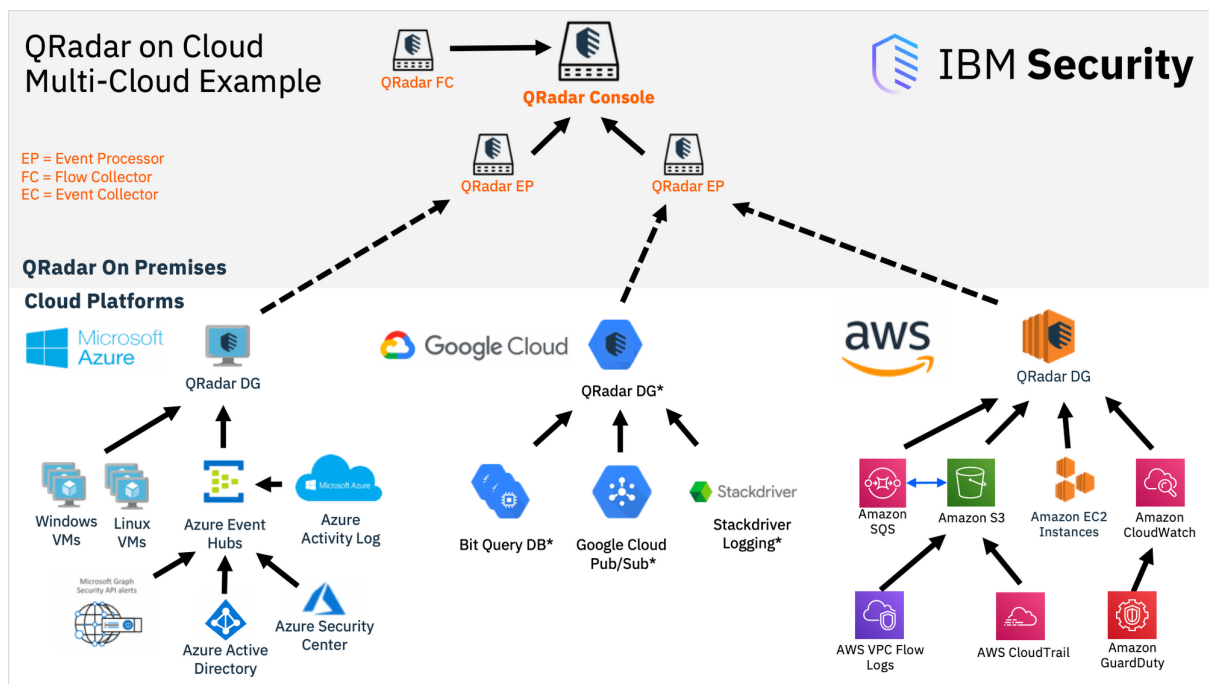 QRadar on Cloud
Multi-Cloud Example
QRadar FC
QRadar Console
IBM Security
EP = Event Processor
FC = Flow Collector
EC = Event Collector
QRadar EP
QRadar EP
QRadar On Premises
Cloud Platforms
Microsoft
Azure
QRadar DG
Google Cloud
QRadar DG*
aws
QRadar DG
Windows
VMs
Linux
VMs
Azure Event
Hubs
Microsoft Azure
Azure
Activity Log
Bit Query DB*
Google Cloud
Pub/Sub*
Stackdriver
Stackdriver
Logging*
Amazon
SQS
Amazon S3
Amazon EC2
Instances
Amazon
CloudWatch
Microsoft Graph
Security API alerts
Azure Active
Directory
Azure Security
Center
AWS VPC Flow
Logs
AWS CloudTrail
Amazon
GuardDuty